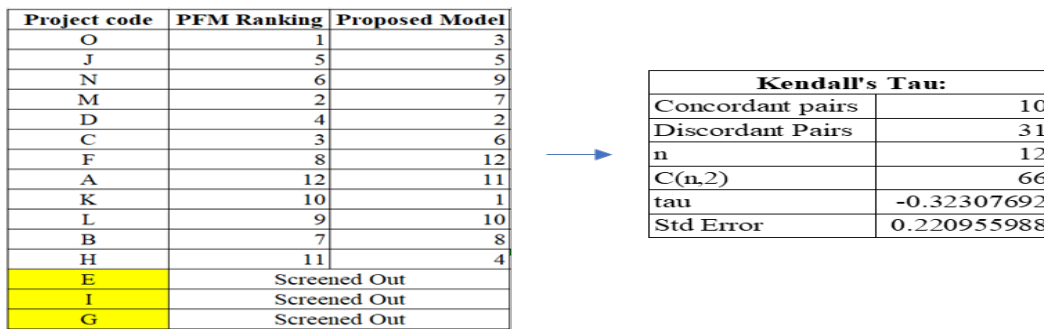 Project code PFM Ranking Proposed Model
O 1 3
J 5 5
N 6 9
M 2 7
D 4 2
C 3 6
F 8 12
A 12 11
K 10 1
L 9 10
B 7 8
H 11 4
E Screened Out
I Screened Out
G Screened Out
Kendall's Tau:
Concordant pairs 10
Discordant Pairs 31
n 12
C(n,2) 66
tau -0.32307692
Std Error 0.220955988